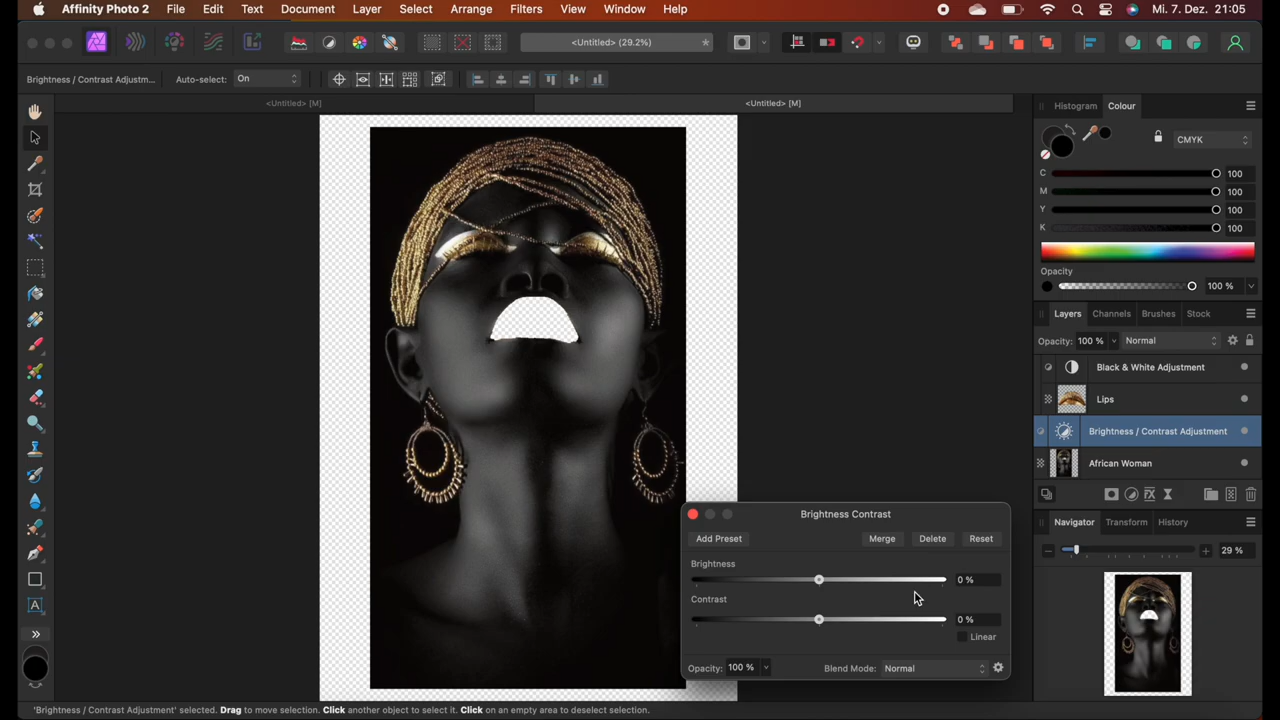 Affinity Photo 2 File Edit Text Document Layer Select Arrange Filters View Window Help Mi. 7. Dez. 21:05
<Untitled> (29.2%)
Brightness / Contrast Adjustm... Auto-select: On
<Untitled> [M] <Untitled> [M]
Histogram Colour
CMYK
C 100
M 100
Y 100
K 100
Opacity
100 %
Layers Channels Brushes Stock
Opacity: 100 % Normal
Black & White Adjustment
Lips
Brightness / Contrast Adjustment
African Woman
Navigator Transform History
29 %
Brightness Contrast
Add Preset Merge Delete Reset
Brightness
0 %
Contrast
0 %
Linear
Opacity: 100 % Blend Mode: Normal
'Brightness / Contrast Adjustment' selected. Drag to move selection. Click another object to select it. Click on an empty area to deselect selection.